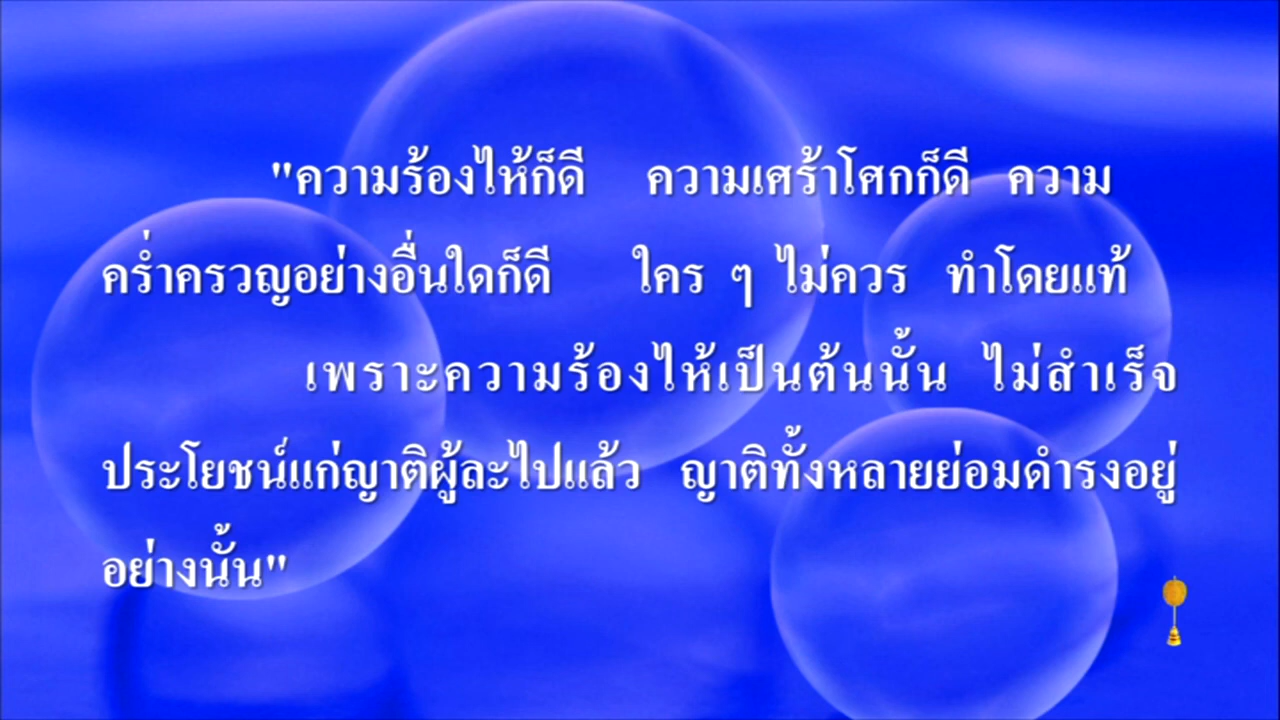 "ความร้องไห้ก็ดี ความเศร้าโศกก็ดี ความ
คร่ำครวญอย่างอื่นใดก็ดี ใคร ๆ ไม่ควร ทำโดยแท้
เพราะความร้องไห้เป็นต้นนั้น ไม่สำเร็จ
ประโยชน์แก่ญาติผู้ละไปแล้ว ญาติทั้งหลายย่อมดำรงอยู่
อย่างนั้น"